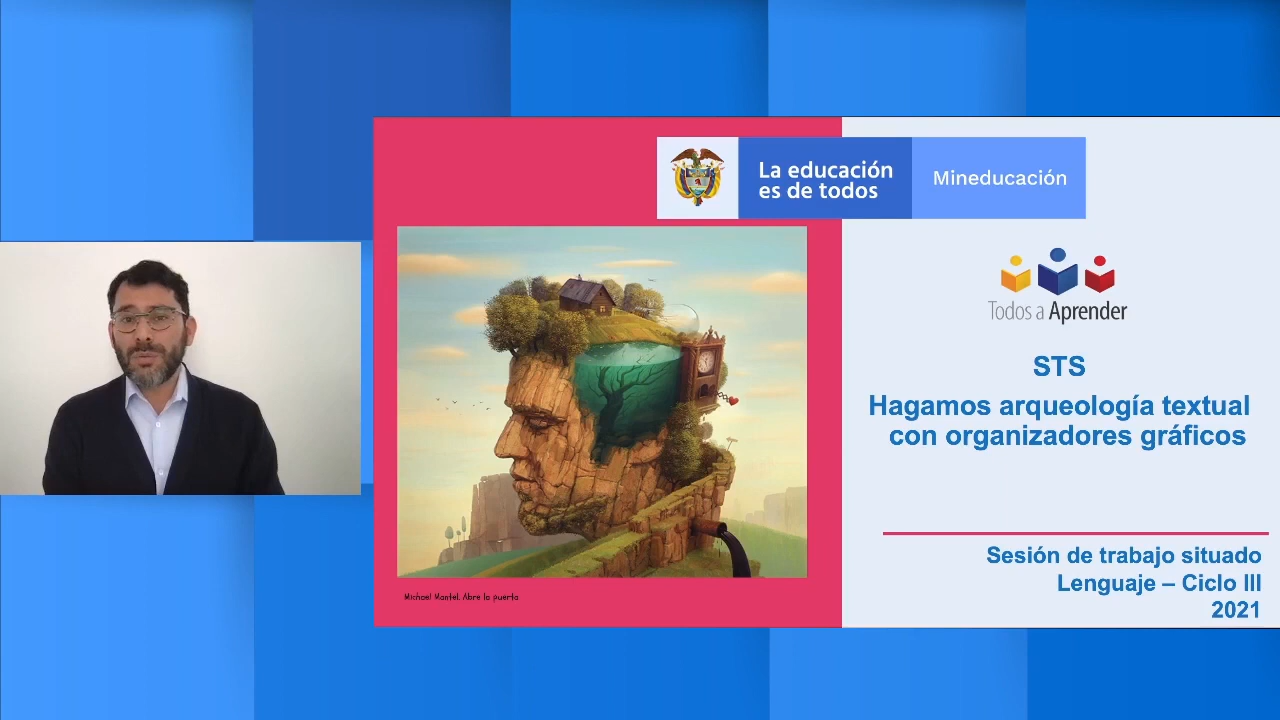 La educación
es de todos
Mineducación
Todos a Aprender
STS
Hagamos arqueología textual
con organizadores gráficos
Sesión de trabajo situado
Lenguaje – Ciclo III
2021
Michael Mantel. Abre la puerta